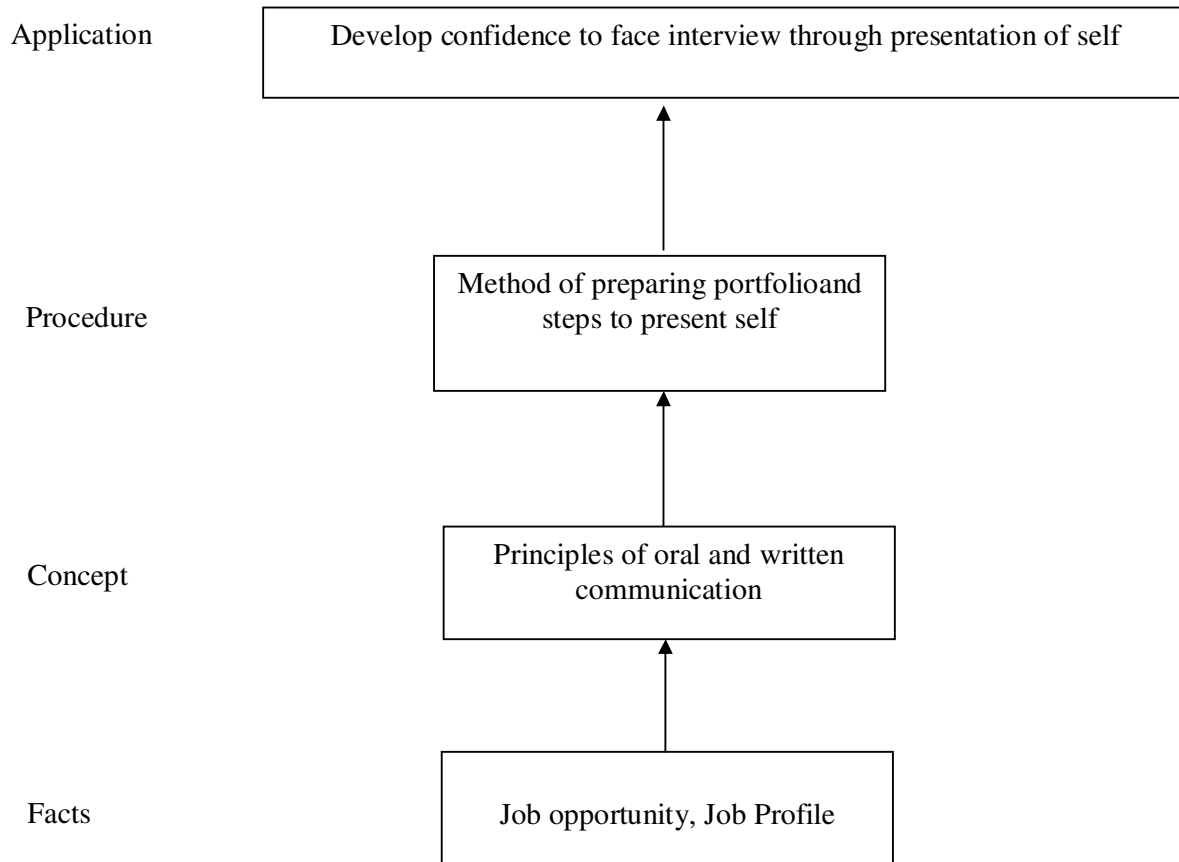 Application
Develop confidence to face interview through presentation of self
Procedure
Method of preparing portfolioand
steps to present self
Concept
Principles of oral and written
communication
Facts
Job opportunity, Job Profile